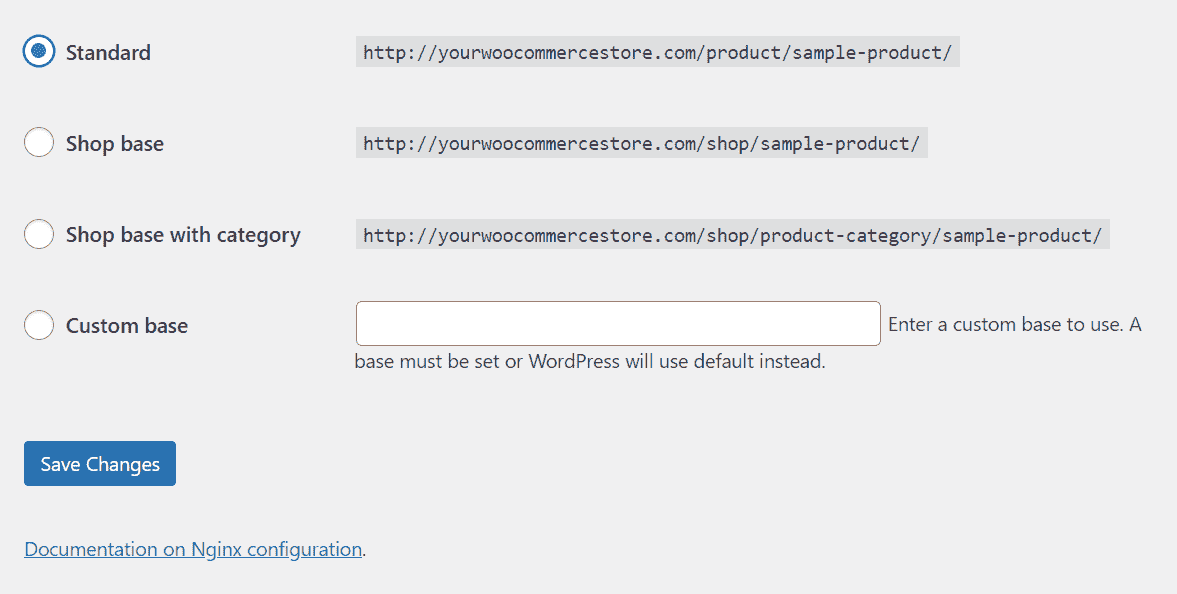 Standard http://yourwoocommercestore.com/product/sample-product/
Shop base http://yourwoocommercestore.com/shop/sample-product/
Shop base with category http://yourwoocommercestore.com/shop/product-category/sample-product/
Custom base Enter a custom base to use. A
base must be set or WordPress will use default instead.
Save Changes
Documentation on Nginx configuration.